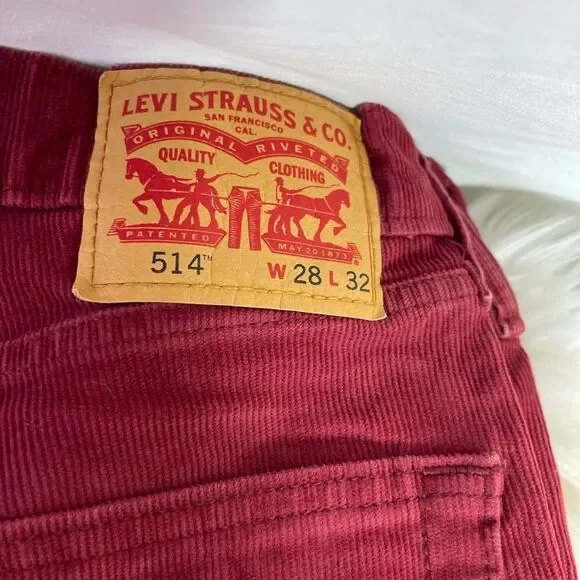 LEVI STRAUSS & CO.
SAN FRANCISCO
CAL.
ORIGINAL RIVETED
QUALITY CLOTHING
PATENTED MAY 20 1873
514™ W 28 L 32